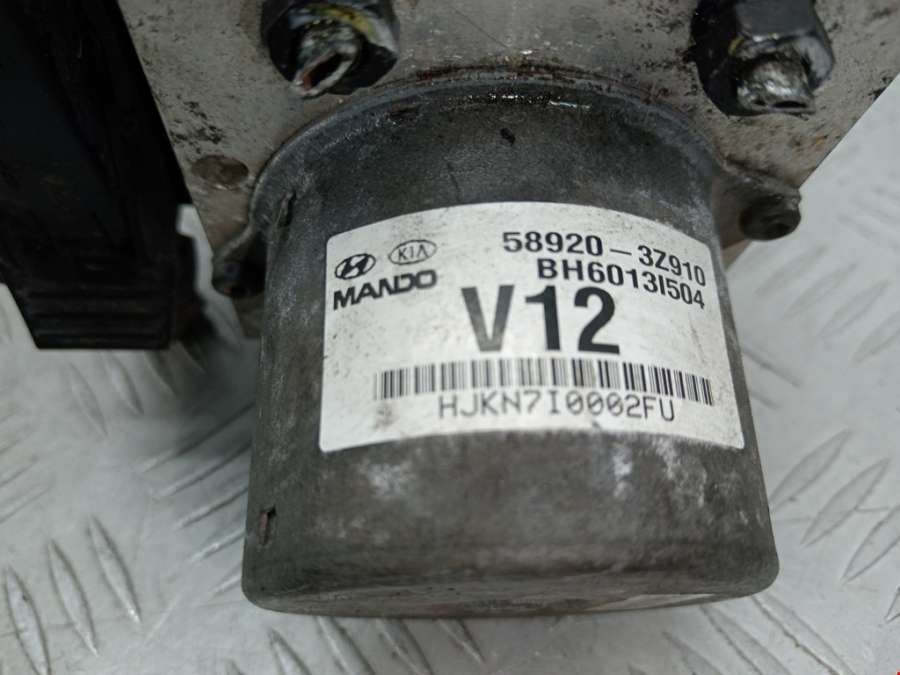 KIA
MANDO
58920-3Z910
BH6013I504
V12
HJKN7I0002FU